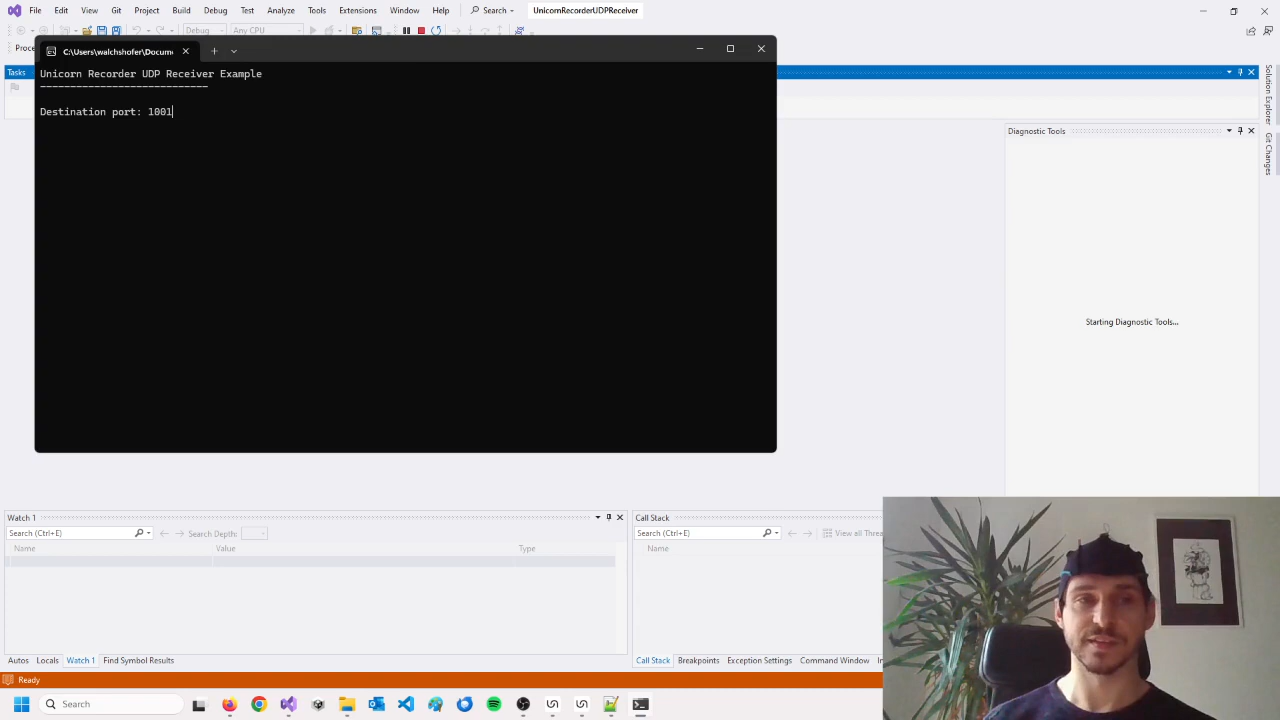 File Edit View Git Project Build Debug Test Analyze Tools Extensions Window Help Search UnicornRecorderUDPReceiver
Debug Any CPU
Proce
C:\Users\walchshofer\Docum
Unicorn Recorder UDP Receiver Example
----------------------------
Destination port: 1001
Tasks
Solution Explorer
Git Changes
Diagnostic Tools
Starting Diagnostic Tools...
Watch 1
Search (Ctrl+E) Search Depth:
Name Value Type
Call Stack
Search (Ctrl+E) View all Threa
Name
Autos Locals Watch 1 Find Symbol Results
Call Stack Breakpoints Exception Settings Command Window In
Ready
Search